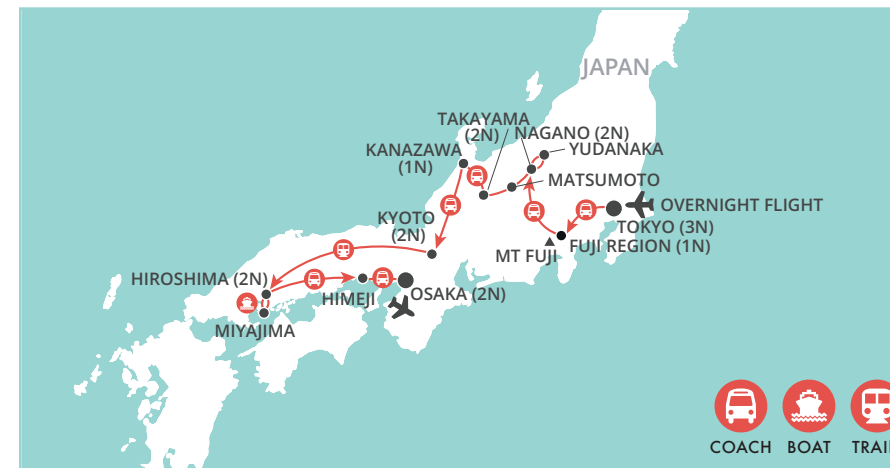 JAPAN
TAKAYAMA
(2N)
NAGANO (2N)
YUDANAKA
KANAZAWA
(1N)
MATSUMOTO
OVERNIGHT FLIGHT
TOKYO (3N)
FUJI REGION (1N)
MT FUJI
KYOTO
(2N)
HIROSHIMA (2N)
HIMEJI
OSAKA (2N)
MIYAJIMA
COACH BOAT TRAI